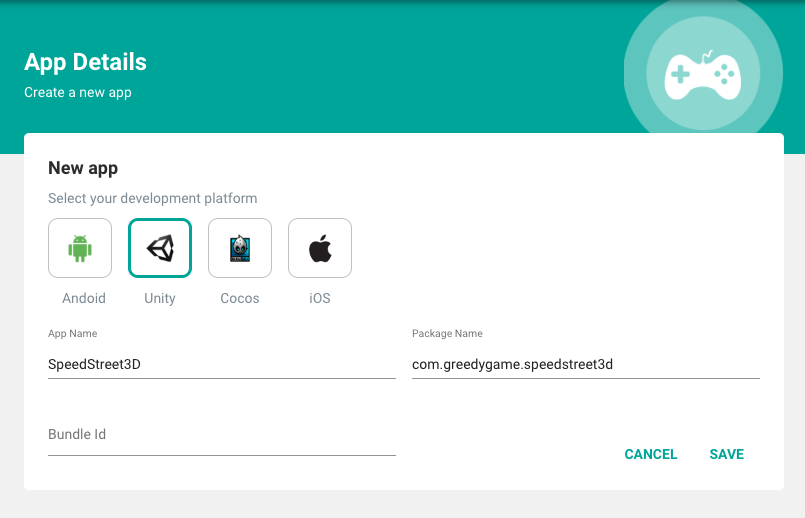 App Details
Create a new app
New app
Select your development platform
Andoid Unity Cocos iOS
App Name Package Name
SpeedStreet3D com.greedygame.speedstreet3d
Bundle Id
CANCEL SAVE